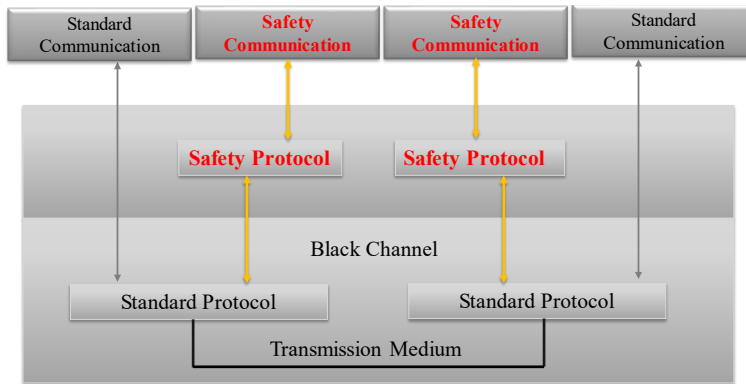 Standard
Communication
Safety
Communication
Safety
Communication
Standard
Communication
Safety Protocol
Safety Protocol
Black Channel
Standard Protocol
Standard Protocol
Transmission Medium